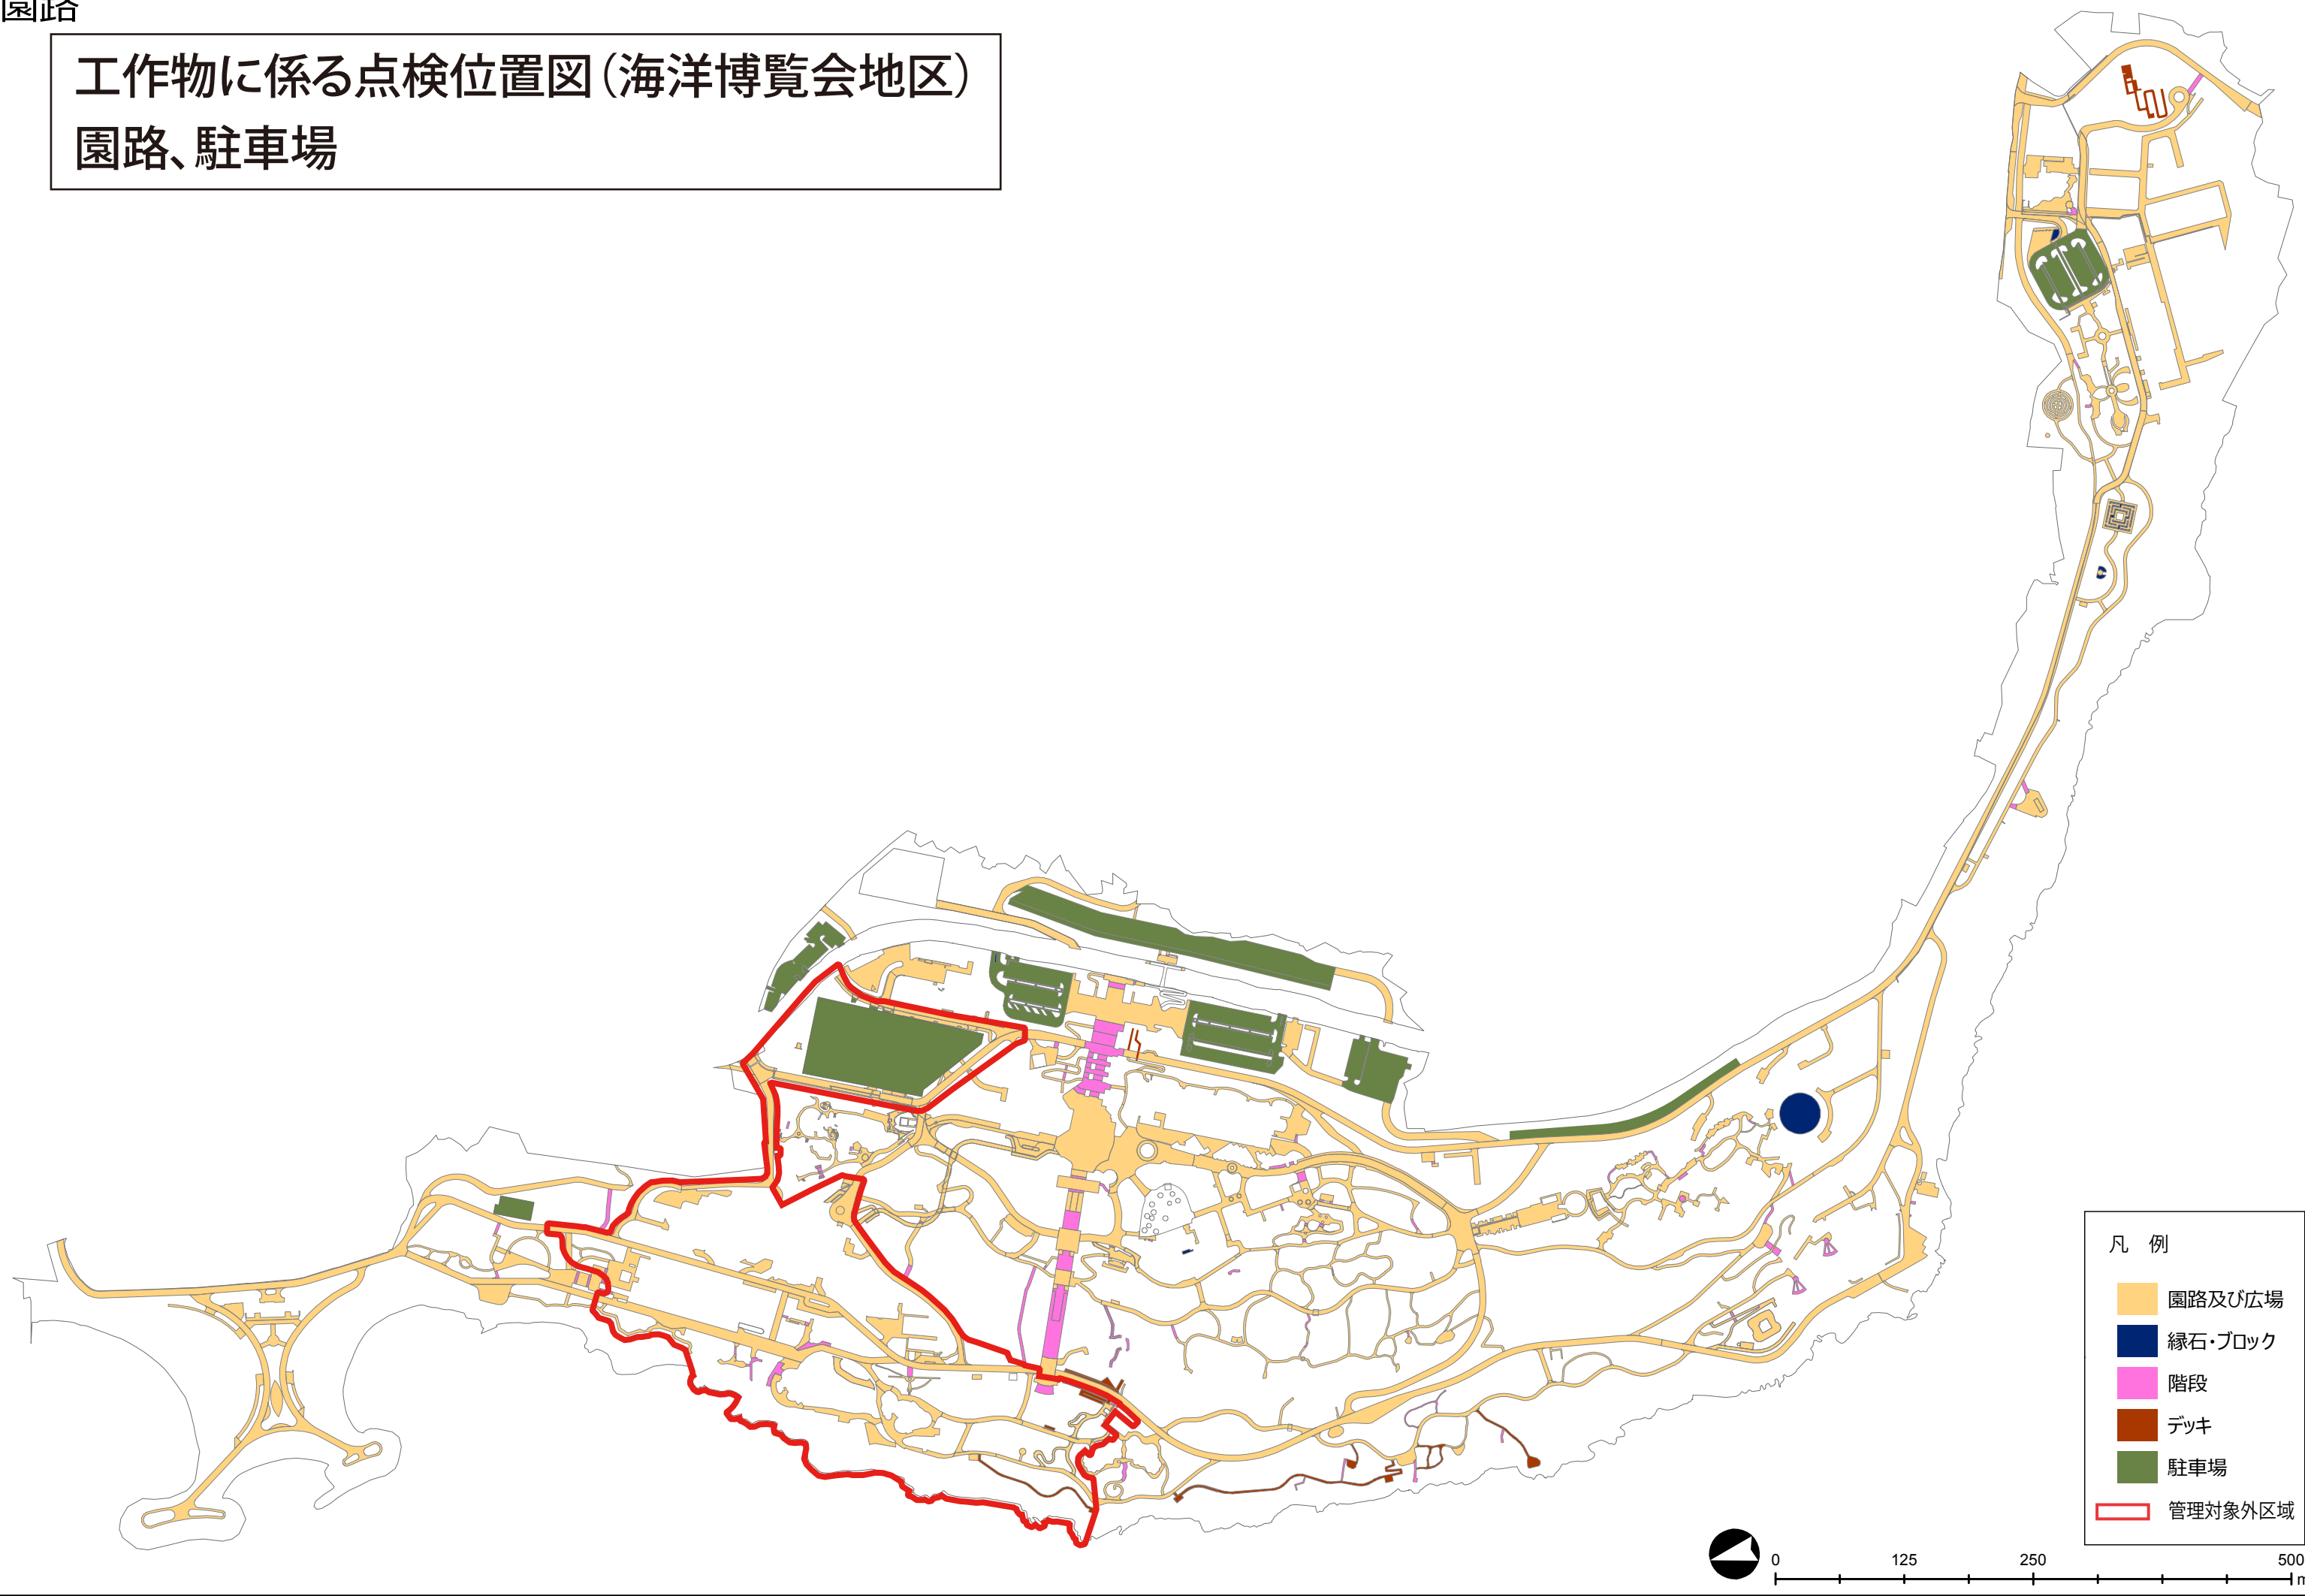 園路
工作物に係る点検位置図（海洋博覧会地区）
園路、駐車場
凡 例
園路及び広場
縁石・ブロック
階段
デッキ
駐車場
管理対象外区域
0 125 250 500
m